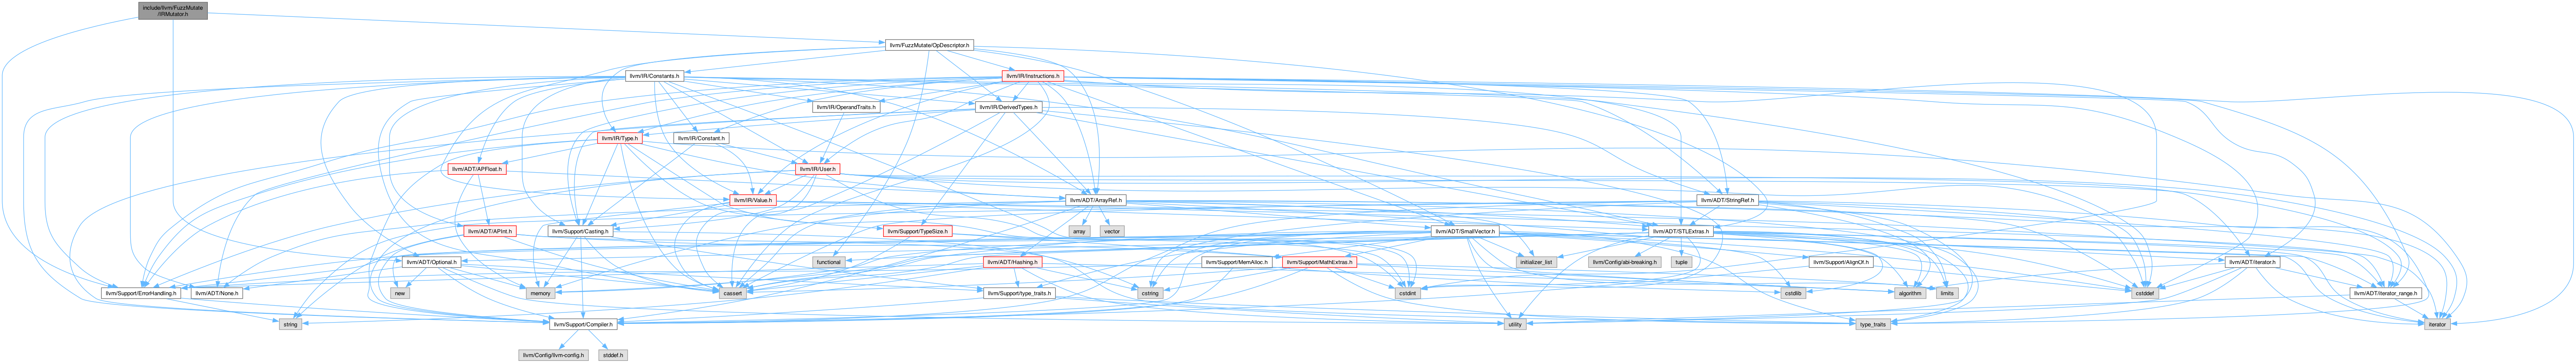 include/llvm/FuzzMutate
/IRMutator.h
llvm/FuzzMutate/OpDescriptor.h
llvm/IR/Constants.h
llvm/IR/Instructions.h
llvm/IR/OperandTraits.h
llvm/IR/DerivedTypes.h
llvm/IR/Type.h
llvm/IR/Constant.h
llvm/ADT/APFloat.h
llvm/IR/User.h
llvm/IR/Value.h
llvm/ADT/ArrayRef.h
llvm/ADT/StringRef.h
llvm/ADT/APInt.h
llvm/Support/Casting.h
llvm/Support/TypeSize.h
array
vector
llvm/ADT/SmallVector.h
llvm/ADT/STLExtras.h
llvm/ADT/Optional.h
functional
llvm/ADT/Hashing.h
llvm/Support/MemAlloc.h
llvm/Support/MathExtras.h
initializer_list
llvm/Config/abi-breaking.h
tuple
llvm/Support/AlignOf.h
llvm/ADT/iterator.h
llvm/Support/ErrorHandling.h
llvm/ADT/None.h
new
memory
cassert
llvm/Support/type_traits.h
cstring
cstdint
cstdlib
algorithm
limits
cstddef
llvm/ADT/iterator_range.h
string
llvm/Support/Compiler.h
utility
type_traits
iterator
llvm/Config/llvm-config.h
stddef.h